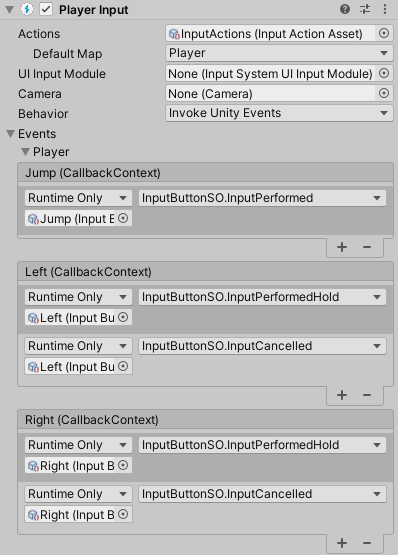 Player Input
Actions InputActions (Input Action Asset)
Default Map Player
UI Input Module None (Input System UI Input Module)
Camera None (Camera)
Behavior Invoke Unity Events
Events
Player
Jump (CallbackContext)
Runtime Only InputButtonSO.InputPerformed
Jump (Input B
Left (CallbackContext)
Runtime Only InputButtonSO.InputPerformedHold
Left (Input Bu
Runtime Only InputButtonSO.InputCancelled
Left (Input Bu
Right (CallbackContext)
Runtime Only InputButtonSO.InputPerformedHold
Right (Input B
Runtime Only InputButtonSO.InputCancelled
Right (Input B